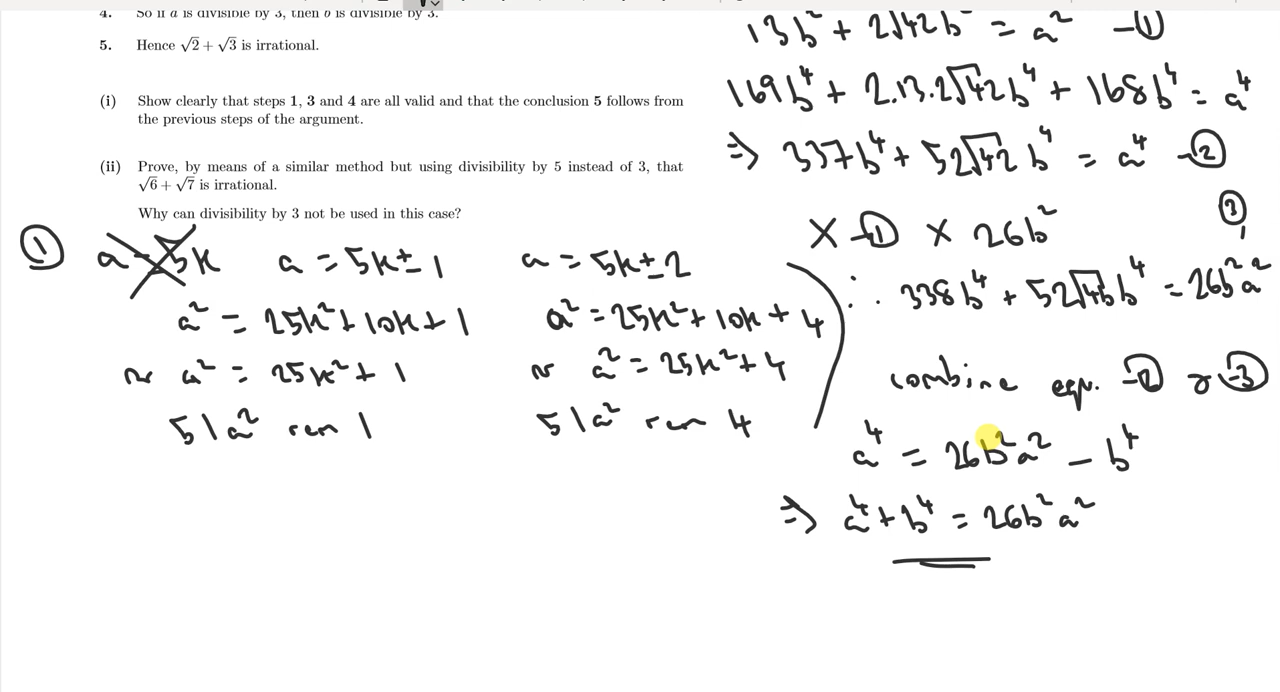 4. So if a is divisible by 3, then b is divisible by 3.
5. Hence √2 + √3 is irrational.
(i) Show clearly that steps 1, 3 and 4 are all valid and that the conclusion 5 follows from
the previous steps of the argument.
(ii) Prove, by means of a similar method but using divisibility by 5 instead of 3, that
√6 + √7 is irrational.
Why can divisibility by 3 not be used in this case?
① a = 5k
a = 5k ± 1
a² = 25k² + 10k + 1
~ a² = 25k² + 1
5 | a² rem 1
a = 5k ± 2
a² = 25k² + 10k + 4
~ a² = 25k² + 4
5 | a² rem 4
13b² + 2√42b² = a² -①
169b⁴ + 2.13.2√42b⁴ + 168b⁴ = a⁴
⇒ 337b⁴ + 52√42 b⁴ = a⁴ -②
× -① × 26b²
③
∴ 338b⁴ + 52√42b⁴ = 26b²a²
combine eqn. -② & -③
a⁴ = 26b²a² - b⁴
⇒ a⁴ + b⁴ = 26b²a²